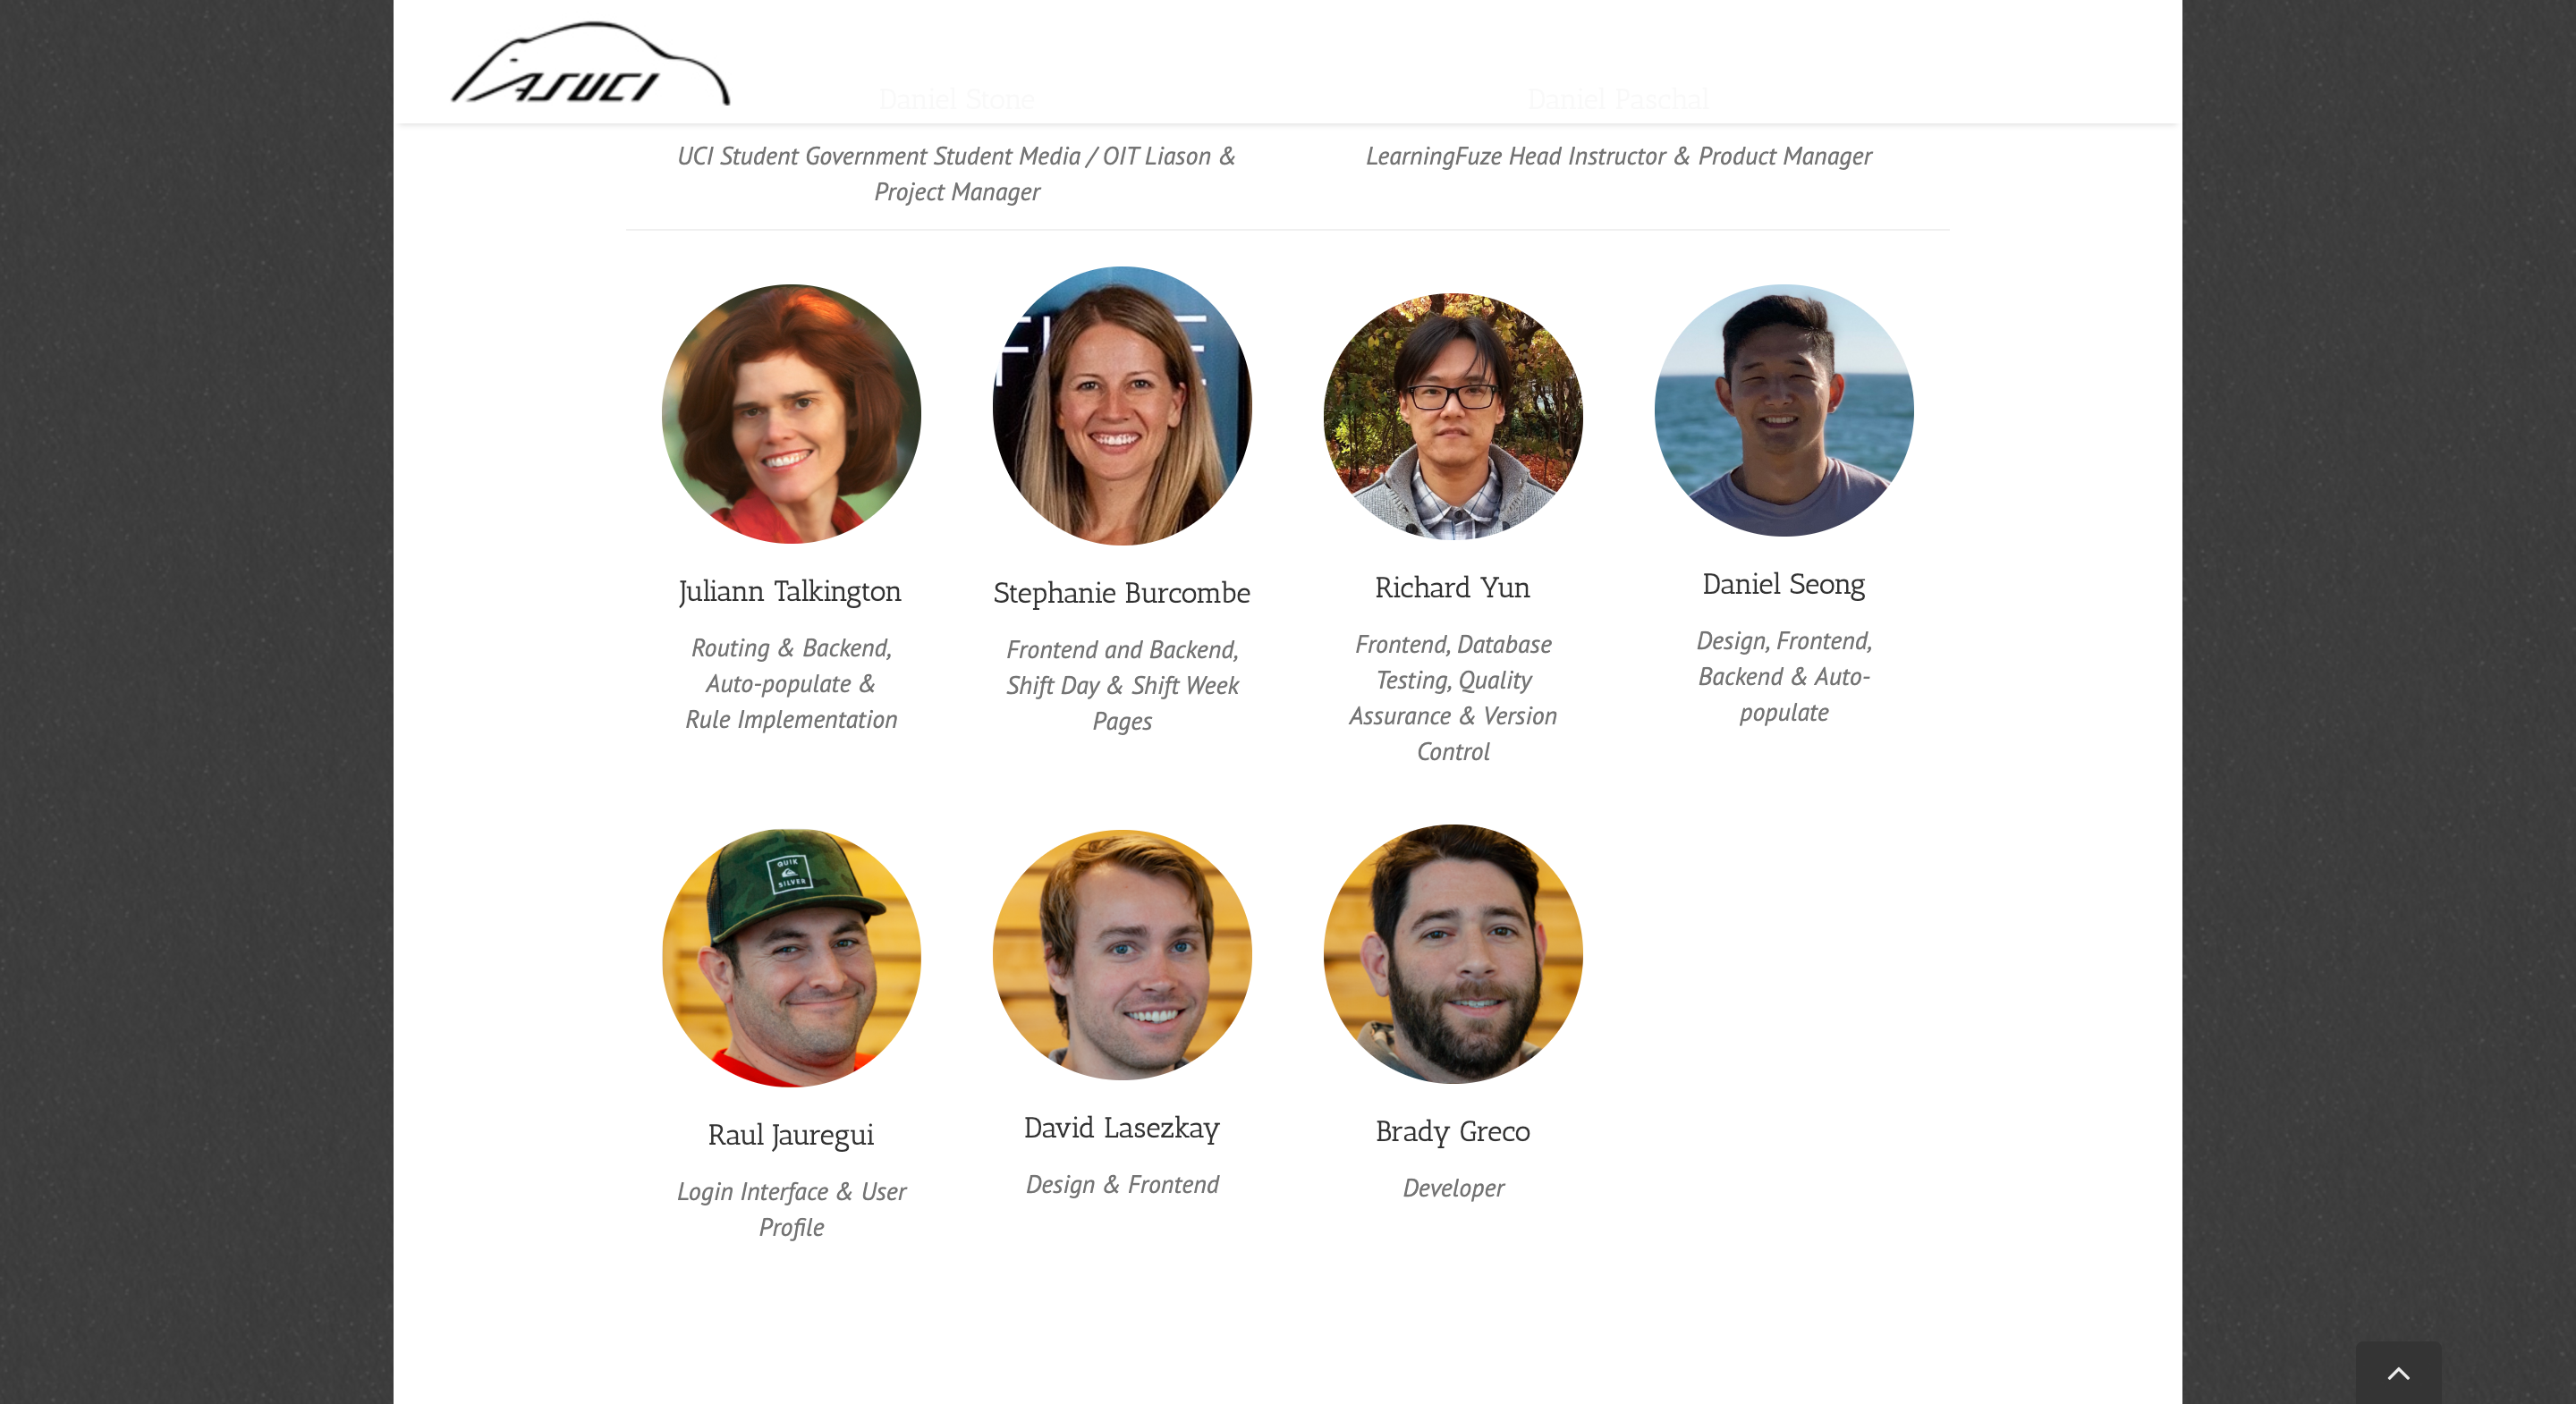 ASUCI
Daniel Stone
Daniel Paschal
UCI Student Government Student Media / OIT Liason &
Project Manager
LearningFuze Head Instructor & Product Manager
Juliann Talkington
Routing & Backend,
Auto-populate &
Rule Implementation
Stephanie Burcombe
Frontend and Backend,
Shift Day & Shift Week
Pages
Richard Yun
Frontend, Database
Testing, Quality
Assurance & Version
Control
Daniel Seong
Design, Frontend,
Backend & Auto-
populate
QUIK
SILVER
Raul Jauregui
Login Interface & User
Profile
David Lasezkay
Design & Frontend
Brady Greco
Developer